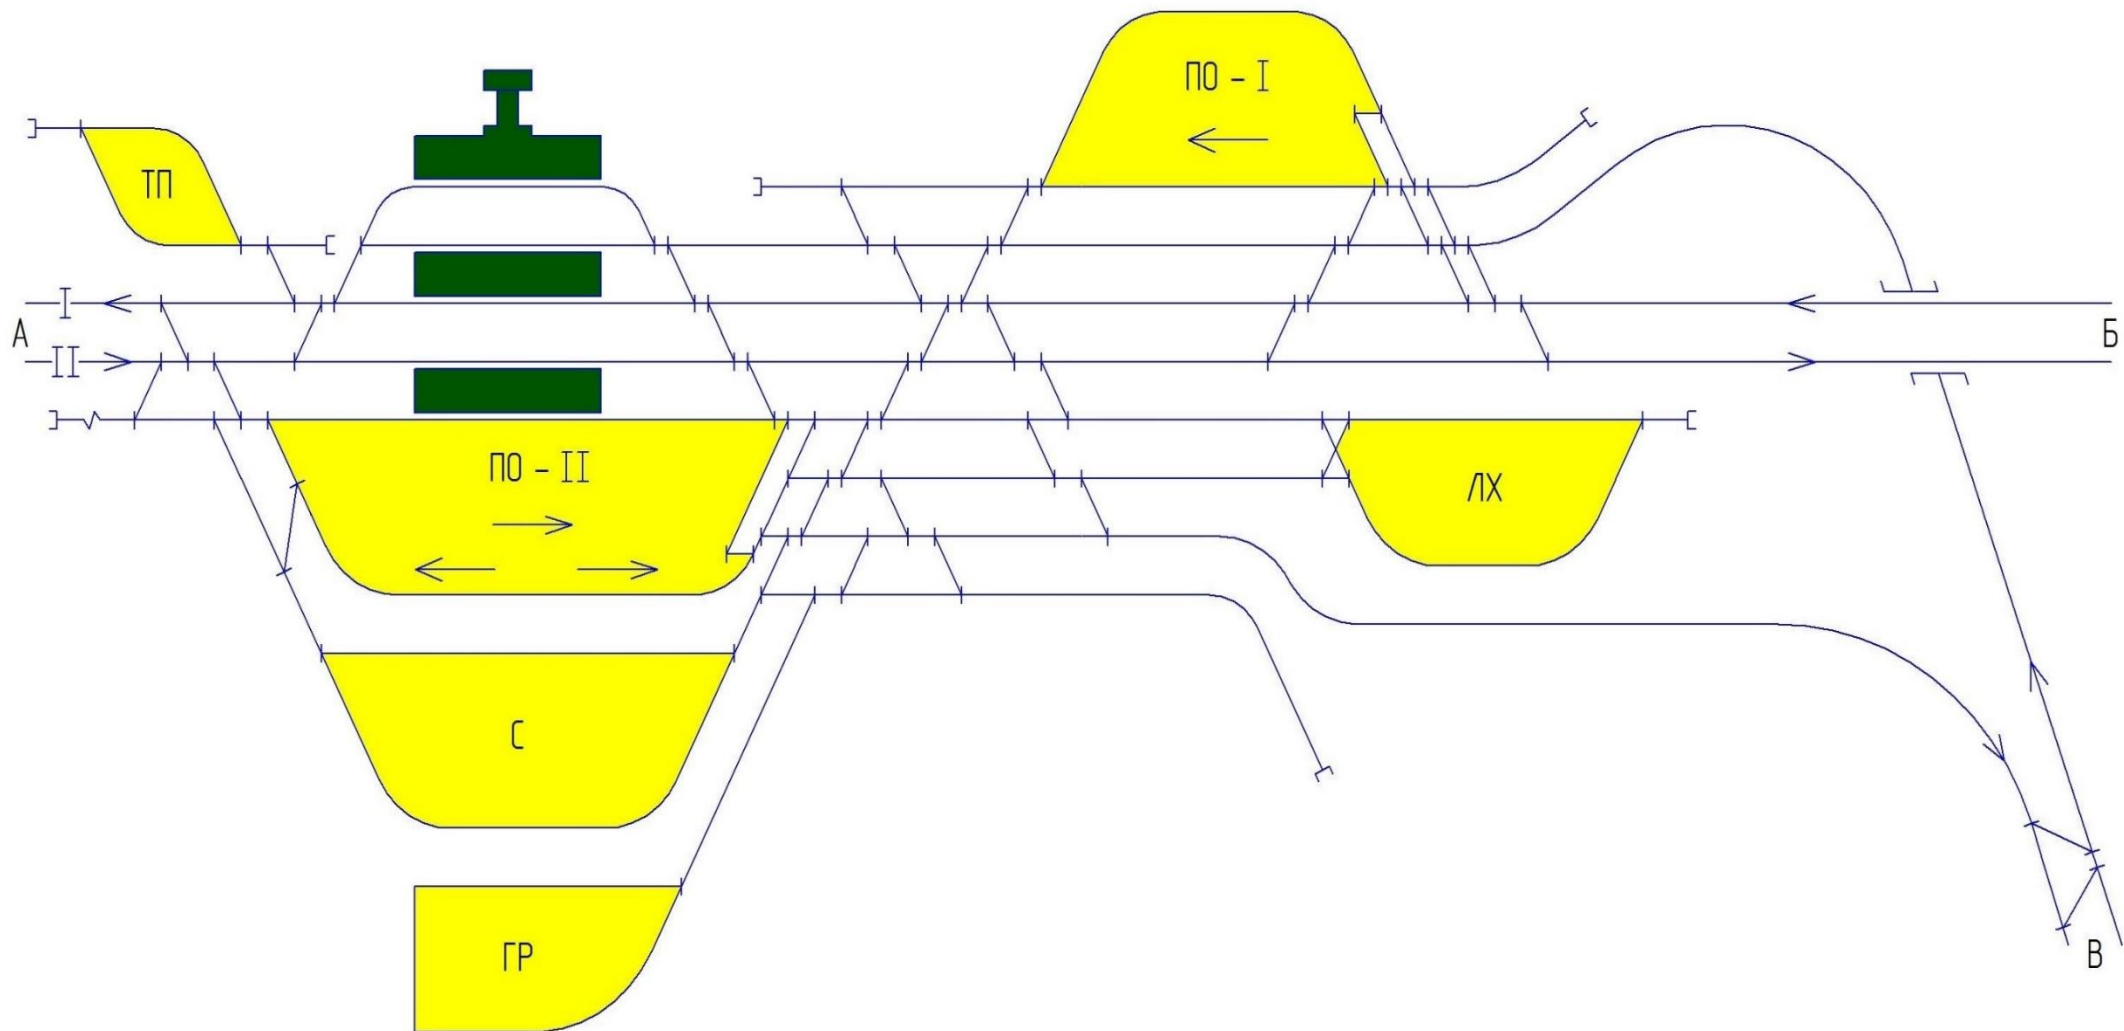 ПО - I
ТП
I
А
Б
II
ПО - II
ЛХ
С
ГР
В